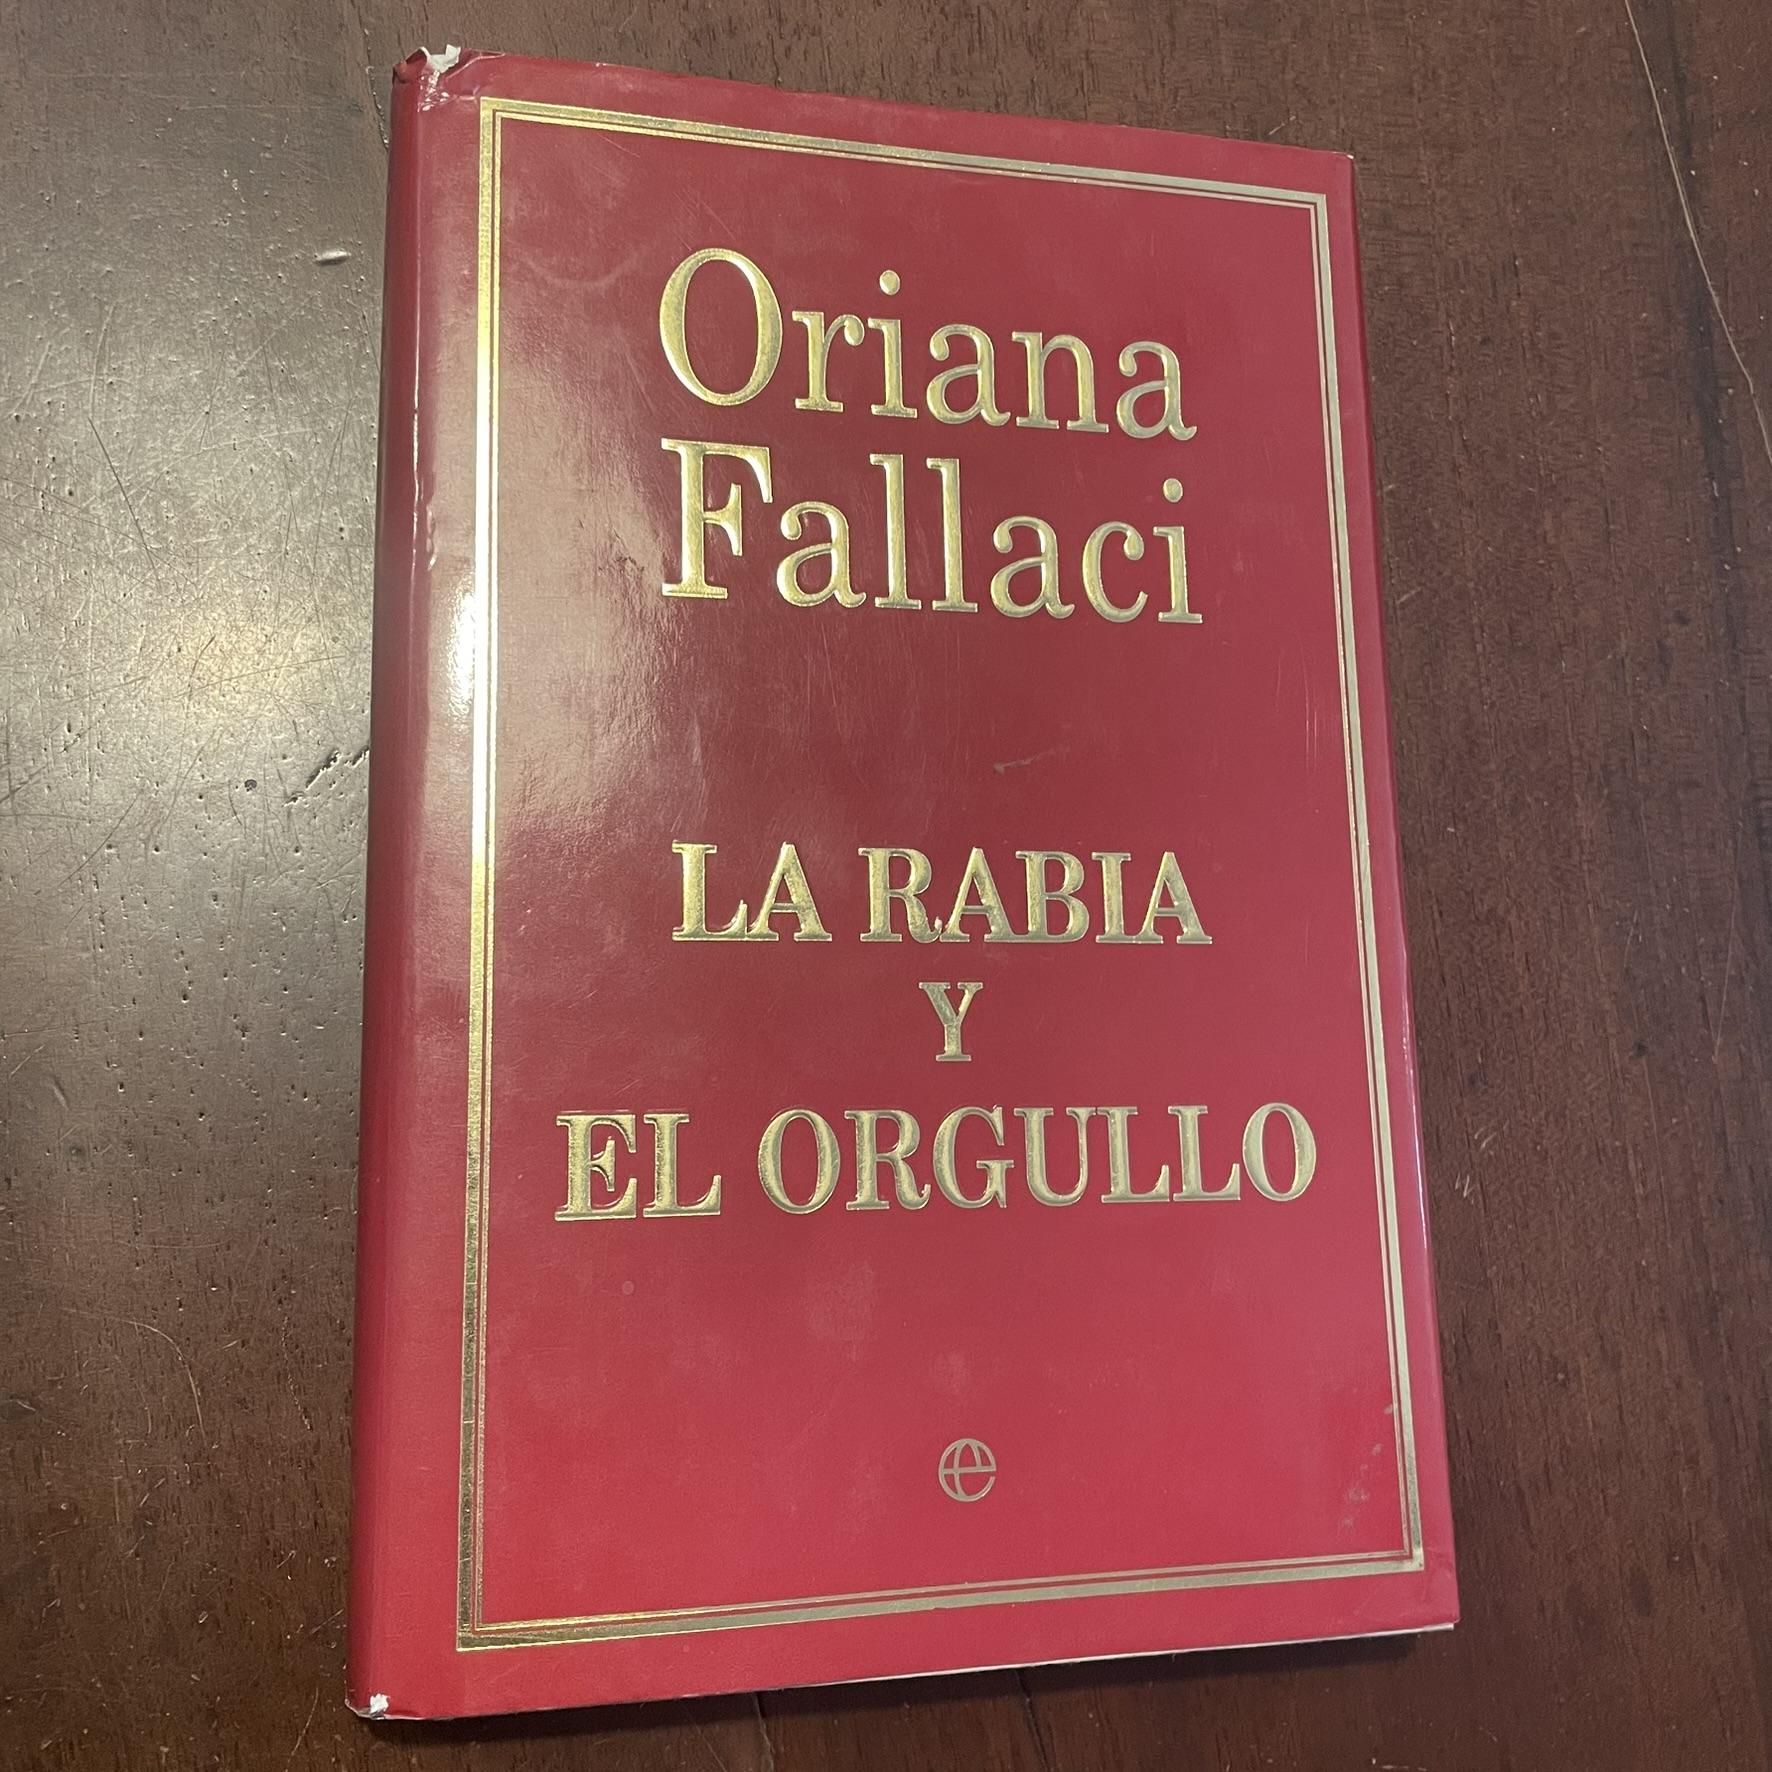 Oriana
Fallaci
LA RABIA
Y
EL ORGULLO
e